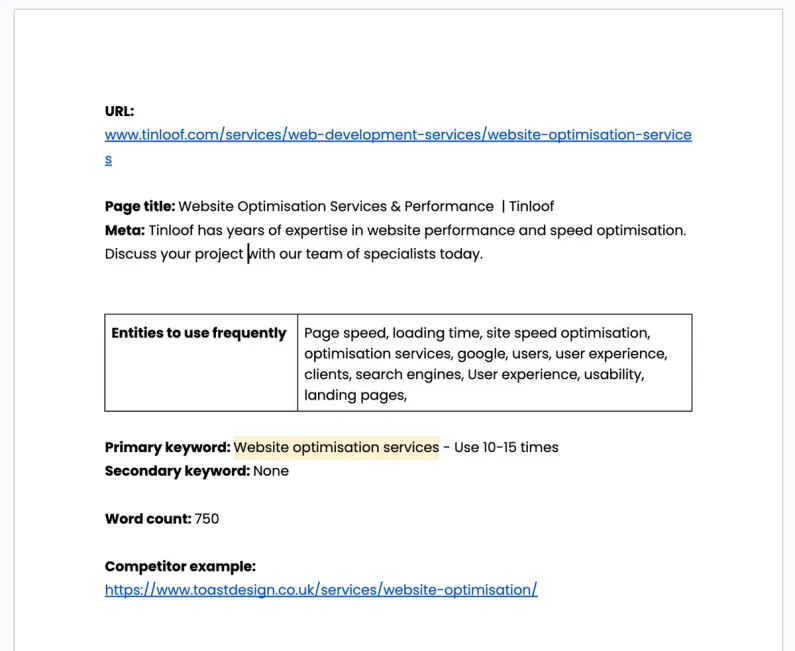 URL:
www.tinloof.com/services/web-development-services/website-optimisation-service
s
Page title: Website Optimisation Services & Performance | Tinloof
Meta: Tinloof has years of expertise in website performance and speed optimisation.
Discuss your project with our team of specialists today.
Entities to use frequently
Page speed, loading time, site speed optimisation,
optimisation services, google, users, user experience,
clients, search engines, User experience, usability,
landing pages,
Primary keyword: Website optimisation services - Use 10-15 times
Secondary keyword: None
Word count: 750
Competitor example:
https://www.toastdesign.co.uk/services/website-optimisation/